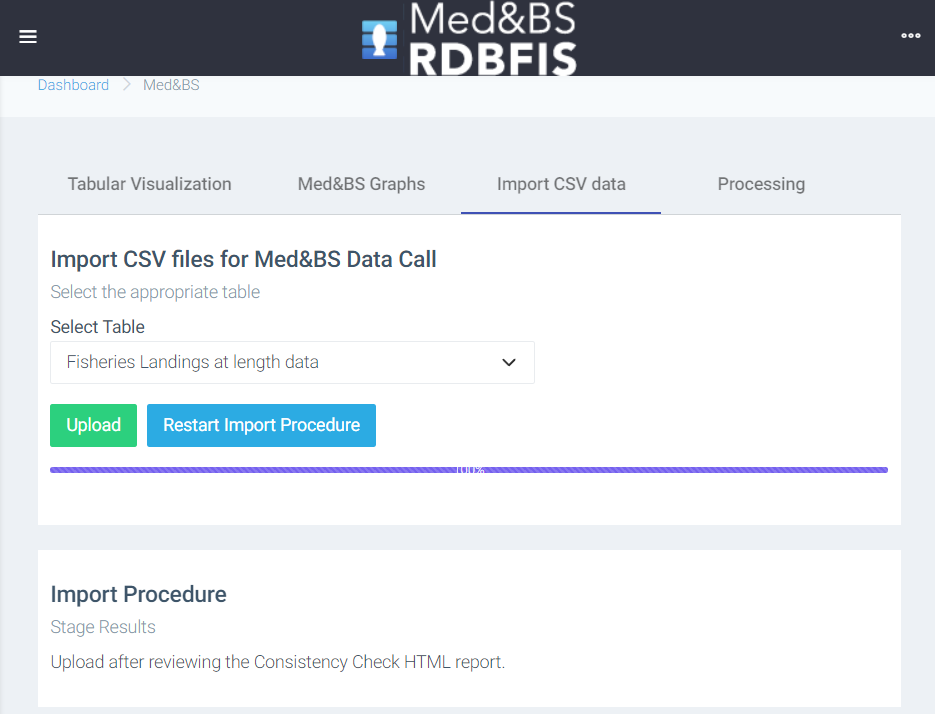 Med&BS
RDBFIS
Dashboard > Med&BS
Tabular Visualization Med&BS Graphs Import CSV data Processing
Import CSV files for Med&BS Data Call
Select the appropriate table
Select Table
Fisheries Landings at length data
Upload Restart Import Procedure
100%
Import Procedure
Stage Results
Upload after reviewing the Consistency Check HTML report.